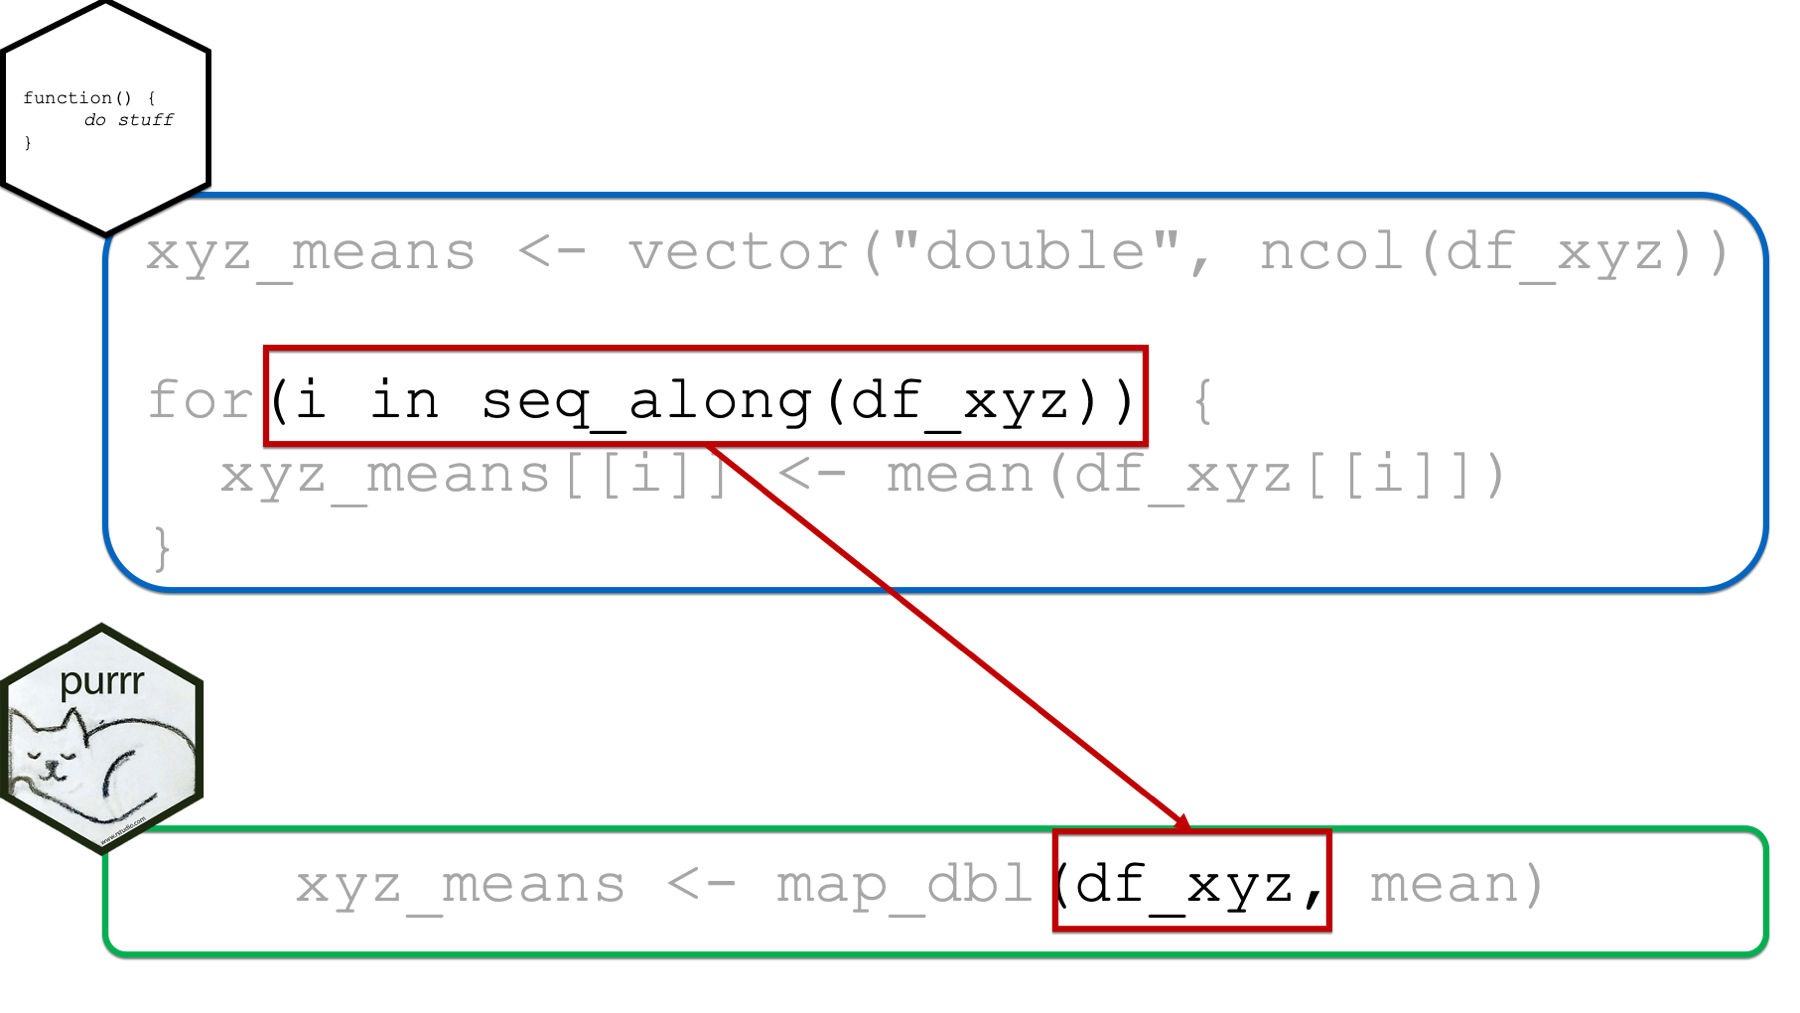 function() {
do stuff
}
xyz_means <- vector("double", ncol(df_xyz))
for(i in seq_along(df_xyz)) {
xyz_means[[i]] <- mean(df_xyz[[i]])
}
purrr
www.rstudio.com
xyz_means <- map_dbl(df_xyz, mean)